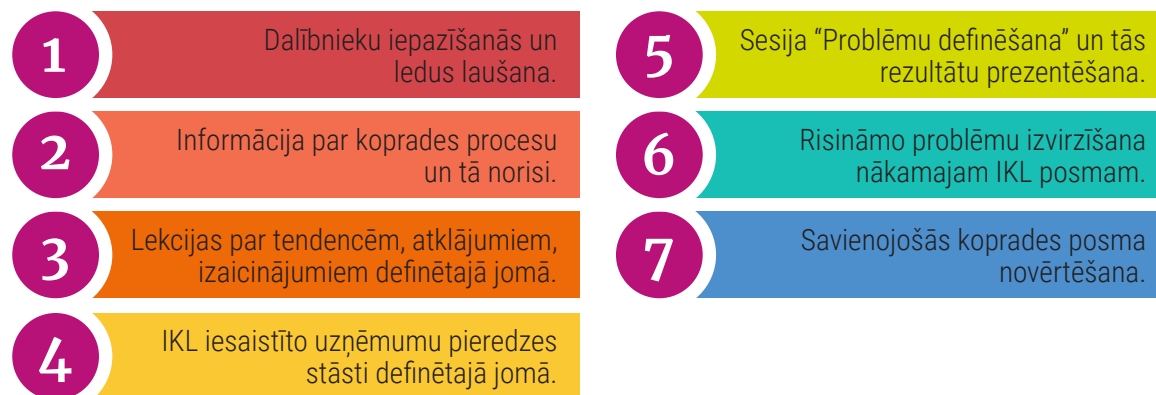 1
Dalībnieku iepazīšanās un
ledus laušana.
2
Informācija par koprades procesu
un tā norisi.
3
Lekcijas par tendencēm, atklājumiem,
izaicinājumiem definētajā jomā.
4
IKL iesaistīto uzņēmumu pieredzes
stāsti definētajā jomā.
5
Sesija “Problēmu definēšana” un tās
rezultātu prezentēšana.
6
Risināmo problēmu izvirzīšana
nākamajam IKL posmam.
7
Savienojošās koprades posma
novērtēšana.